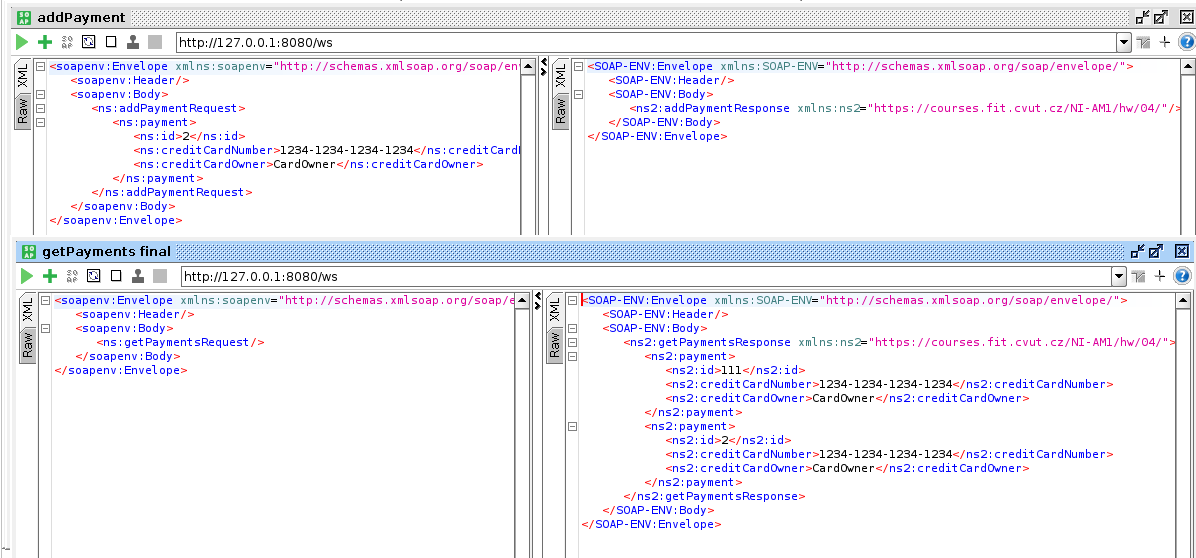 addPayment
http://127.0.0.1:8080/ws
XML
Raw
<soapenv:Envelope xmlns:soapenv="http://schemas.xmlsoap.org/soap/en
<soapenv:Header/>
<soapenv:Body>
<ns:addPaymentRequest>
<ns:payment>
<ns:id>2</ns:id>
<ns:creditCardNumber>1234-1234-1234-1234</ns:creditCard
<ns:creditCardOwner>CardOwner</ns:creditCardOwner>
</ns:payment>
</ns:addPaymentRequest>
</soapenv:Body>
</soapenv:Envelope>
XML
Raw
<SOAP-ENV:Envelope xmlns:SOAP-ENV="http://schemas.xmlsoap.org/soap/envelope/">
<SOAP-ENV:Header/>
<SOAP-ENV:Body>
<ns2:addPaymentResponse xmlns:ns2="https://courses.fit.cvut.cz/NI-AM1/hw/04/"/>
</SOAP-ENV:Body>
</SOAP-ENV:Envelope>
getPayments final
http://127.0.0.1:8080/ws
XML
Raw
<soapenv:Envelope xmlns:soapenv="http://schemas.xmlsoap.org/soap/e
<soapenv:Header/>
<soapenv:Body>
<ns:getPaymentsRequest/>
</soapenv:Body>
</soapenv:Envelope>
XML
Raw
<SOAP-ENV:Envelope xmlns:SOAP-ENV="http://schemas.xmlsoap.org/soap/envelope/">
<SOAP-ENV:Header/>
<SOAP-ENV:Body>
<ns2:getPaymentsResponse xmlns:ns2="https://courses.fit.cvut.cz/NI-AM1/hw/04/">
<ns2:payment>
<ns2:id>111</ns2:id>
<ns2:creditCardNumber>1234-1234-1234-1234</ns2:creditCardNumber>
<ns2:creditCardOwner>CardOwner</ns2:creditCardOwner>
</ns2:payment>
<ns2:payment>
<ns2:id>2</ns2:id>
<ns2:creditCardNumber>1234-1234-1234-1234</ns2:creditCardNumber>
<ns2:creditCardOwner>CardOwner</ns2:creditCardOwner>
</ns2:payment>
</ns2:getPaymentsResponse>
</SOAP-ENV:Body>
</SOAP-ENV:Envelope>